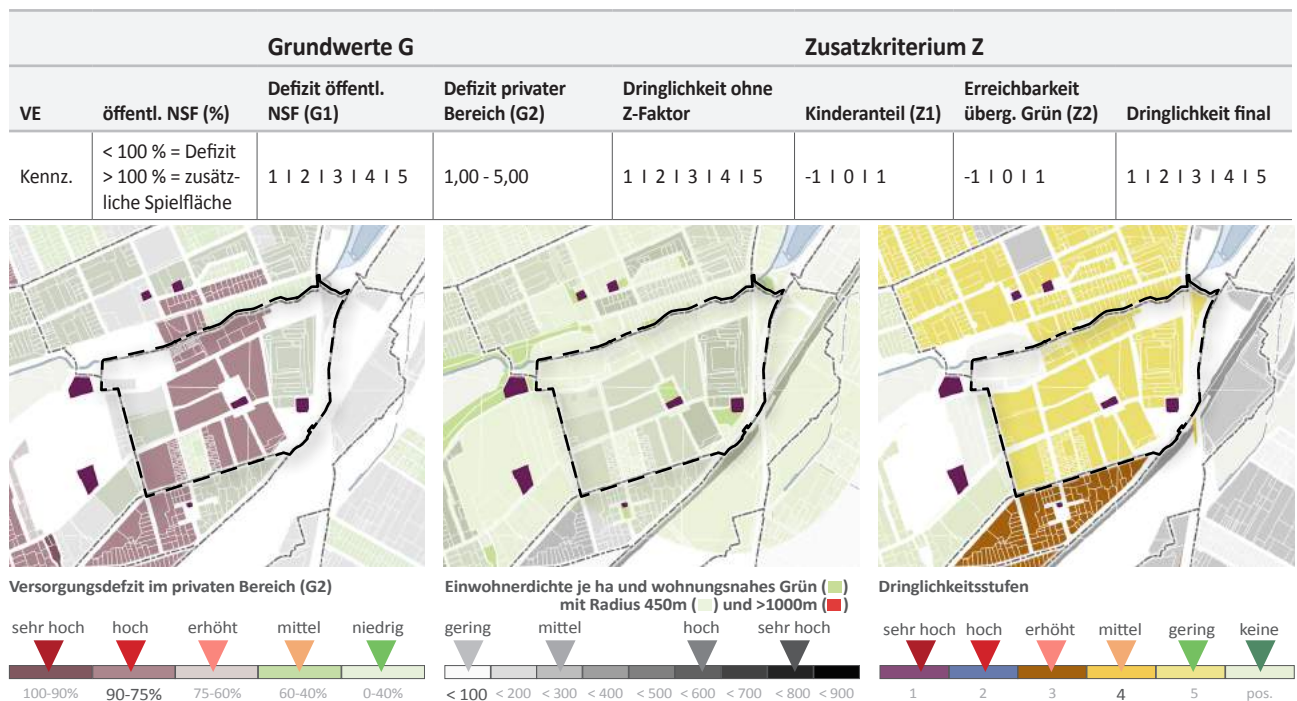 Grundwerte G
Zusatzkriterium Z
VE
öffentl. NSF (%)
Defizit öffentl.
NSF (G1)
Defizit privater
Bereich (G2)
Dringlichkeit ohne
Z-Faktor
Kinderanteil (Z1)
Erreichbarkeit
überg. Grün (Z2)
Dringlichkeit final
Kennz.
< 100 % = Defizit
> 100 % = zusätz-
liche Spielfläche
1 I 2 I 3 I 4 I 5
1,00 - 5,00
1 I 2 I 3 I 4 I 5
-1 I 0 I 1
-1 I 0 I 1
1 I 2 I 3 I 4 I 5
Versorgungsdefzit im privaten Bereich (G2)
sehr hoch hoch erhöht mittel niedrig
100-90% 90-75% 75-60% 60-40% 0-40%
Einwohnerdichte je ha und wohnungsnahes Grün ( )
mit Radius 450m ( ) und >1000m ( )
gering mittel hoch sehr hoch
< 100 < 200 < 300 < 400 < 500 < 600 < 700 < 800 < 900
Dringlichkeitsstufen
sehr hoch hoch erhöht mittel gering keine
1 2 3 4 5 pos.